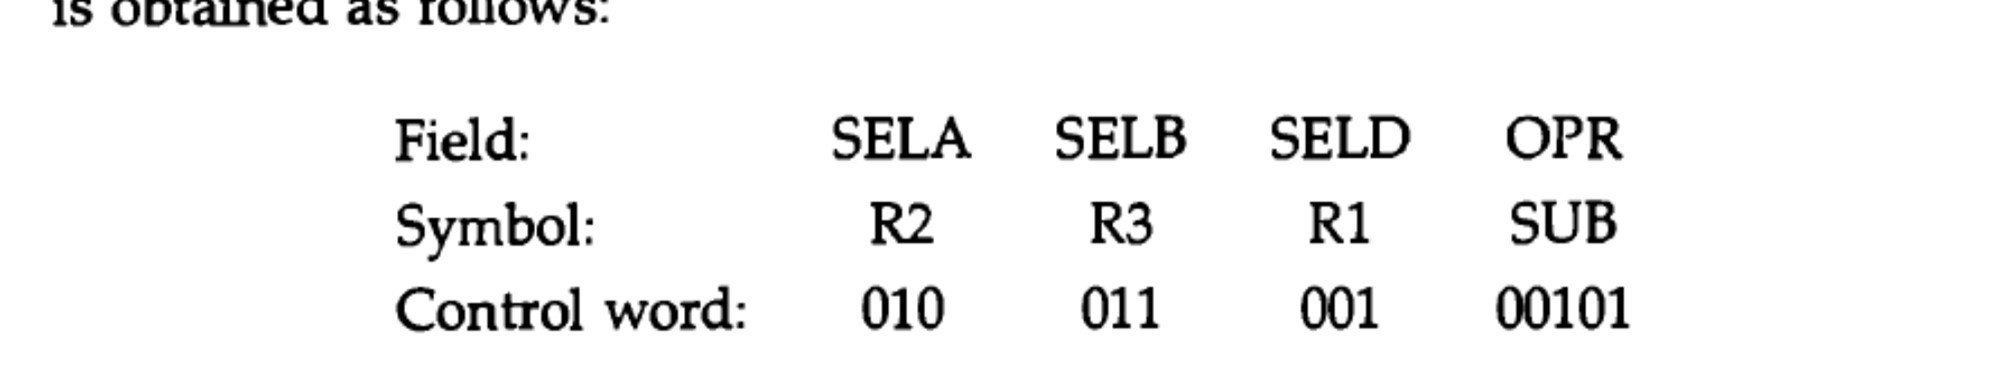 is obtained as follows:
Field: SELA SELB SELD OPR
Symbol: R2 R3 R1 SUB
Control word: 010 011 001 00101